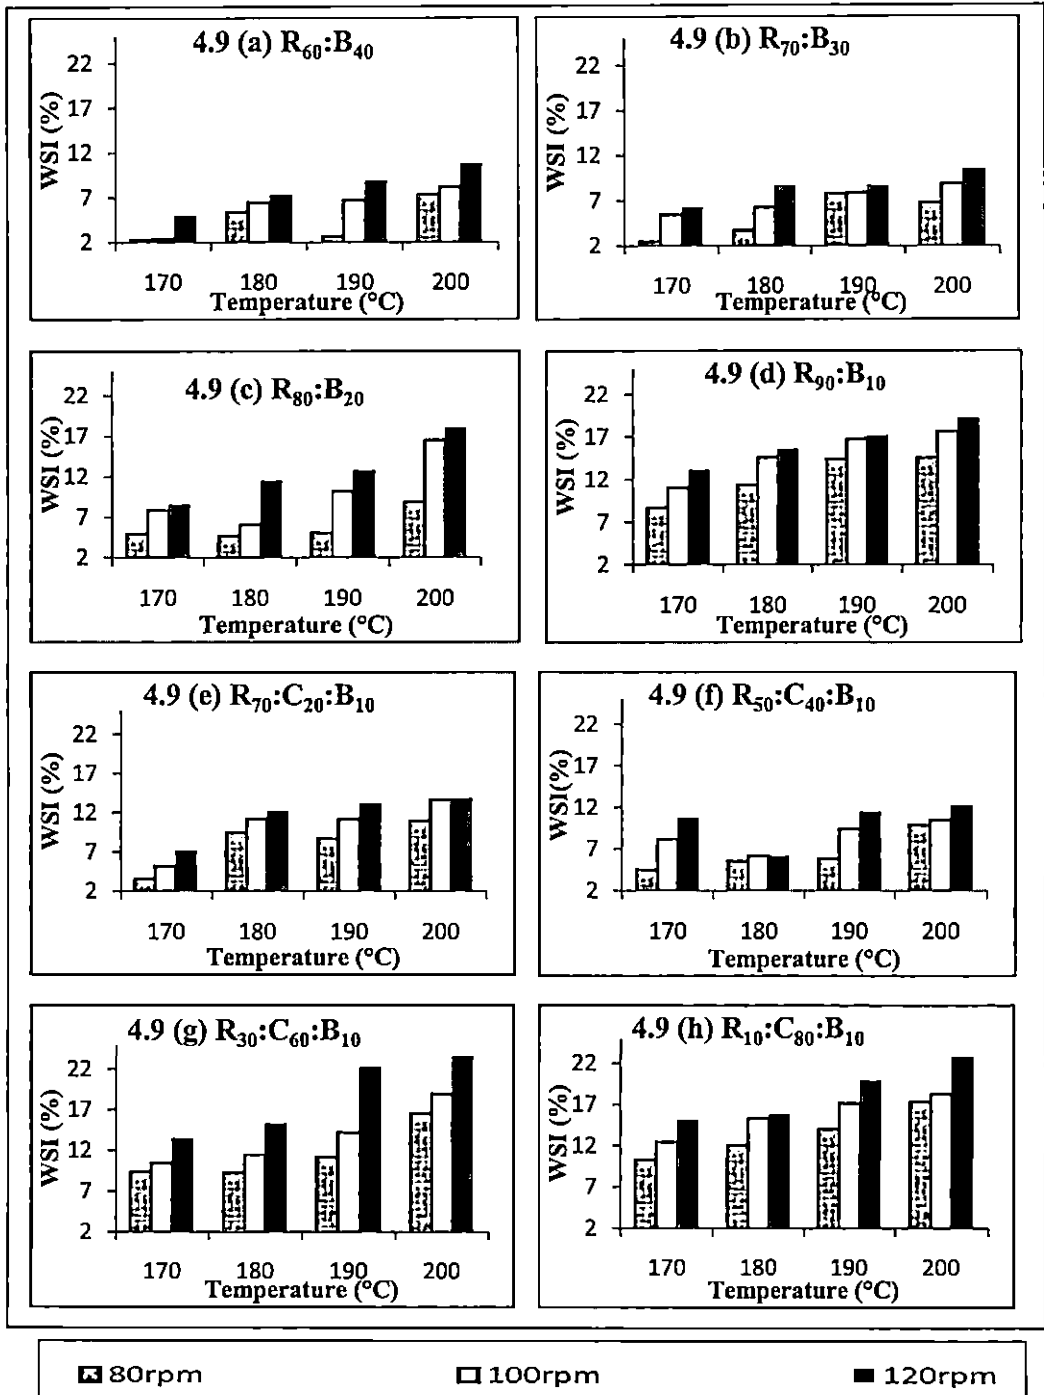 4.9 (a) R₆₀:B₄₀
WSI (%)
22
17
12
7
2
170 180 190 200
Temperature (°C)
4.9 (b) R₇₀:B₃₀
WSI (%)
22
17
12
7
2
170 180 190 200
Temperature (°C)
4.9 (c) R₈₀:B₂₀
WSI (%)
22
17
12
7
2
170 180 190 200
Temperature (°C)
4.9 (d) R₉₀:B₁₀
WSI (%)
22
17
12
7
2
170 180 190 200
Temperature (°C)
4.9 (e) R₇₀:C₂₀:B₁₀
WSI (%)
22
17
12
7
2
170 180 190 200
Temperature (°C)
4.9 (f) R₅₀:C₄₀:B₁₀
WSI(%)
22
17
12
7
2
170 180 190 200
Temperature (°C)
4.9 (g) R₃₀:C₆₀:B₁₀
WSI (%)
22
17
12
7
2
170 180 190 200
Temperature (°C)
4.9 (h) R₁₀:C₈₀:B₁₀
WSI (%)
22
17
12
7
2
170 180 190 200
Temperature (°C)
80rpm 100rpm 120rpm